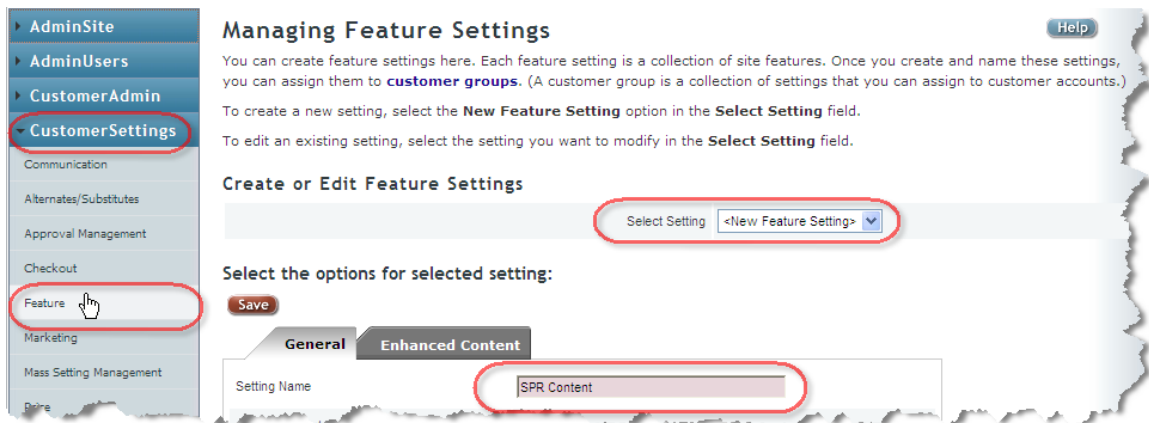 AdminSite
AdminUsers
CustomerAdmin
CustomerSettings
Communication
Alternates/Substitutes
Approval Management
Checkout
Feature
Marketing
Mass Setting Management
Price
Managing Feature Settings
Help
You can create feature settings here. Each feature setting is a collection of site features. Once you create and name these settings,
you can assign them to customer groups. (A customer group is a collection of settings that you can assign to customer accounts.)
To create a new setting, select the New Feature Setting option in the Select Setting field.
To edit an existing setting, select the setting you want to modify in the Select Setting field.
Create or Edit Feature Settings
Select Setting <New Feature Setting>
Select the options for selected setting:
Save
General Enhanced Content
Setting Name SPR Content